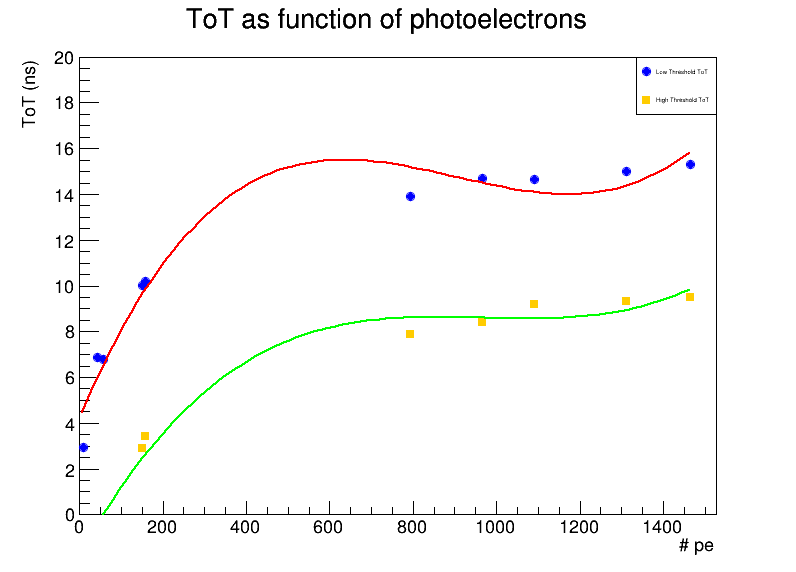 ToT as function of photoelectrons
ToT (ns)
Low Threshold ToT
High Threshold ToT
20
18
16
14
12
10
8
6
4
2
0
0 200 400 600 800 1000 1200 1400
# pe